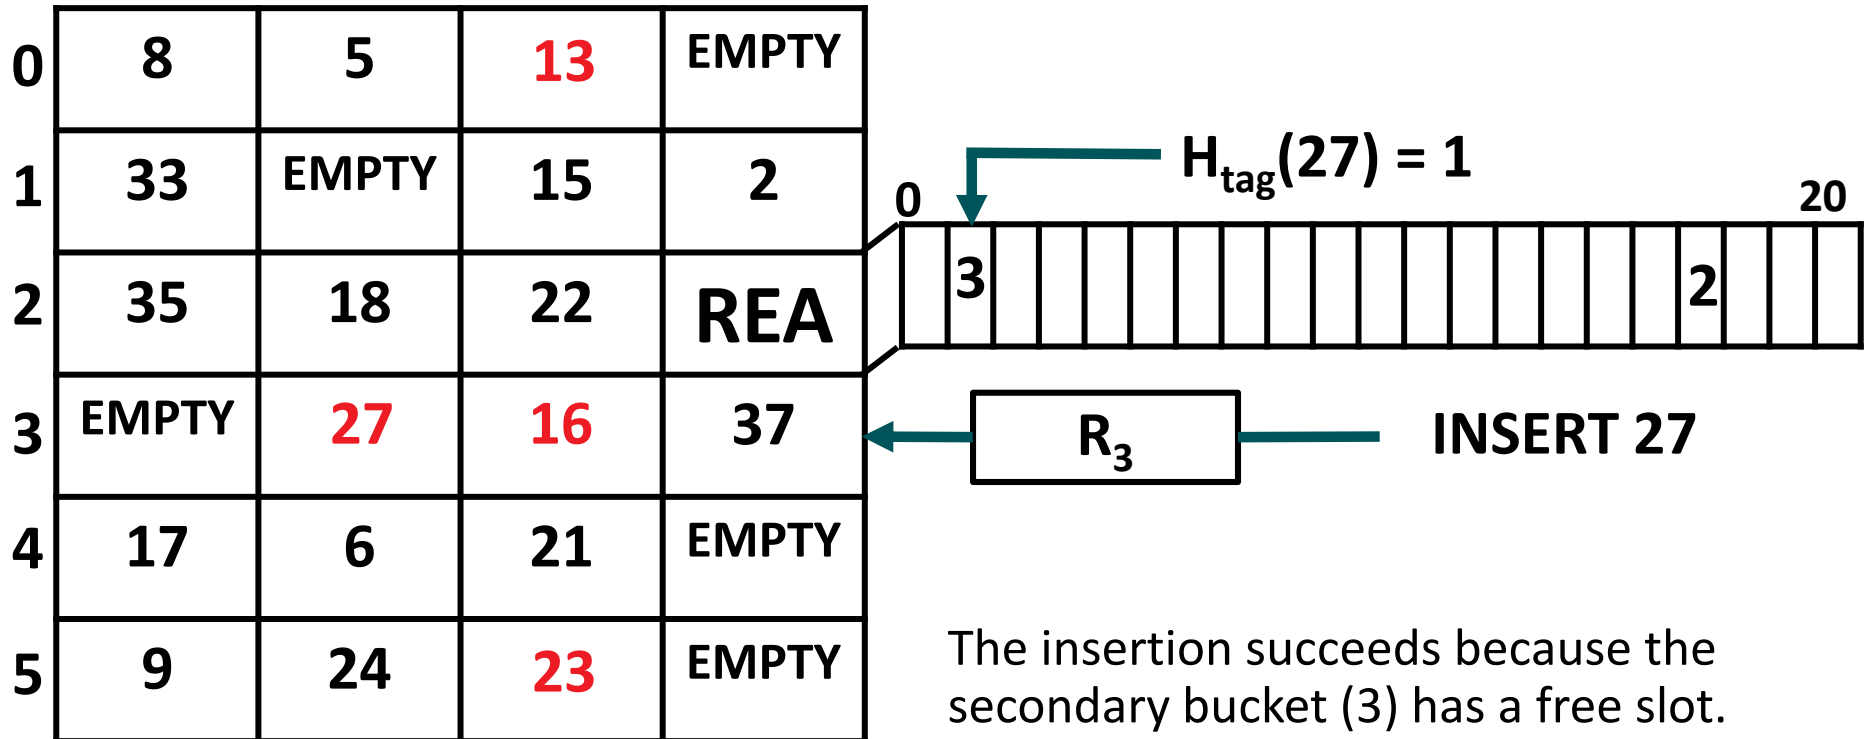 0 8 5 13 EMPTY
1 33 EMPTY 15 2
2 35 18 22 REA
3 EMPTY 27 16 37
4 17 6 21 EMPTY
5 9 24 23 EMPTY
Htag(27) = 1
0 20
3 2
R3 INSERT 27
The insertion succeeds because the
secondary bucket (3) has a free slot.